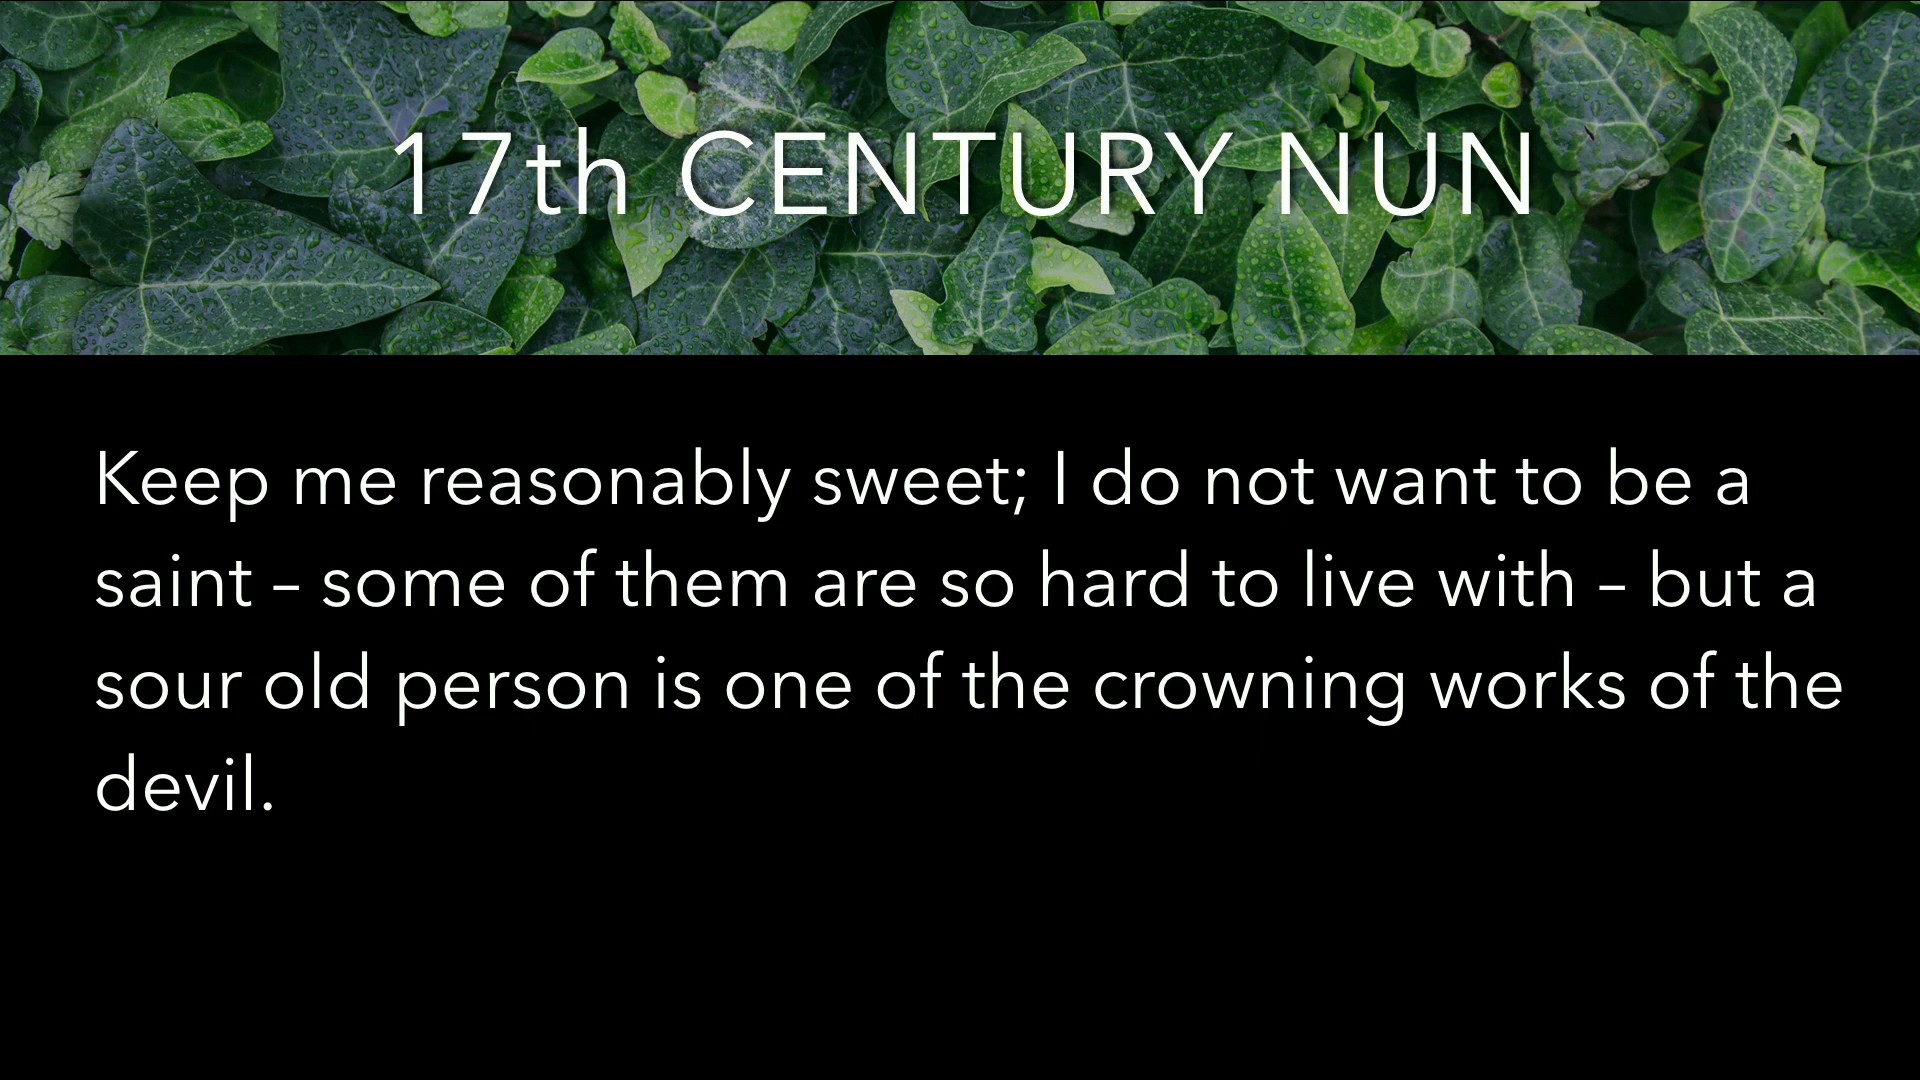 17th CENTURY NUN
Keep me reasonably sweet; I do not want to be a
saint – some of them are so hard to live with – but a
sour old person is one of the crowning works of the
devil.